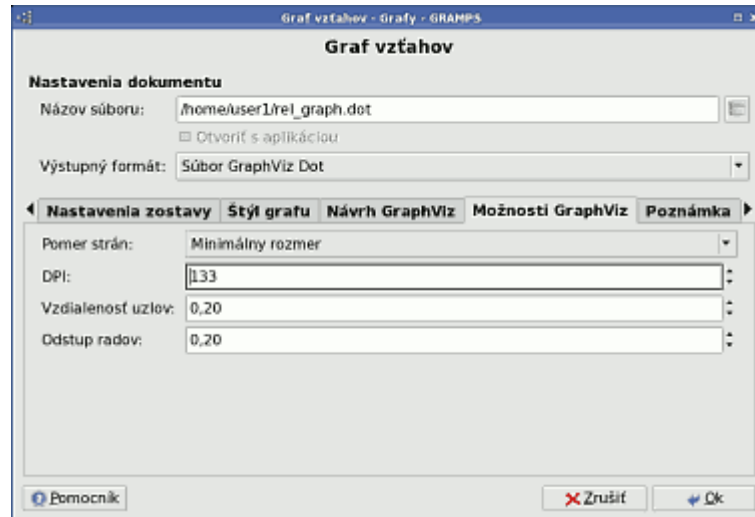 Graf vzťahov - Grafy - GRAMPS
Graf vzťahov
Nastavenia dokumentu
Názov súboru: /home/user1/rel_graph.dot
Otvoriť s aplikáciou
Výstupný formát: Súbor GraphViz Dot
Nastavenia zostavy Štýl grafu Návrh GraphViz Možnosti GraphViz Poznámka
Pomer strán: Minimálny rozmer
DPI: 133
Vzdialenosť uzlov: 0,20
Odstup radov: 0,20
Pomocník Zrušiť Ok